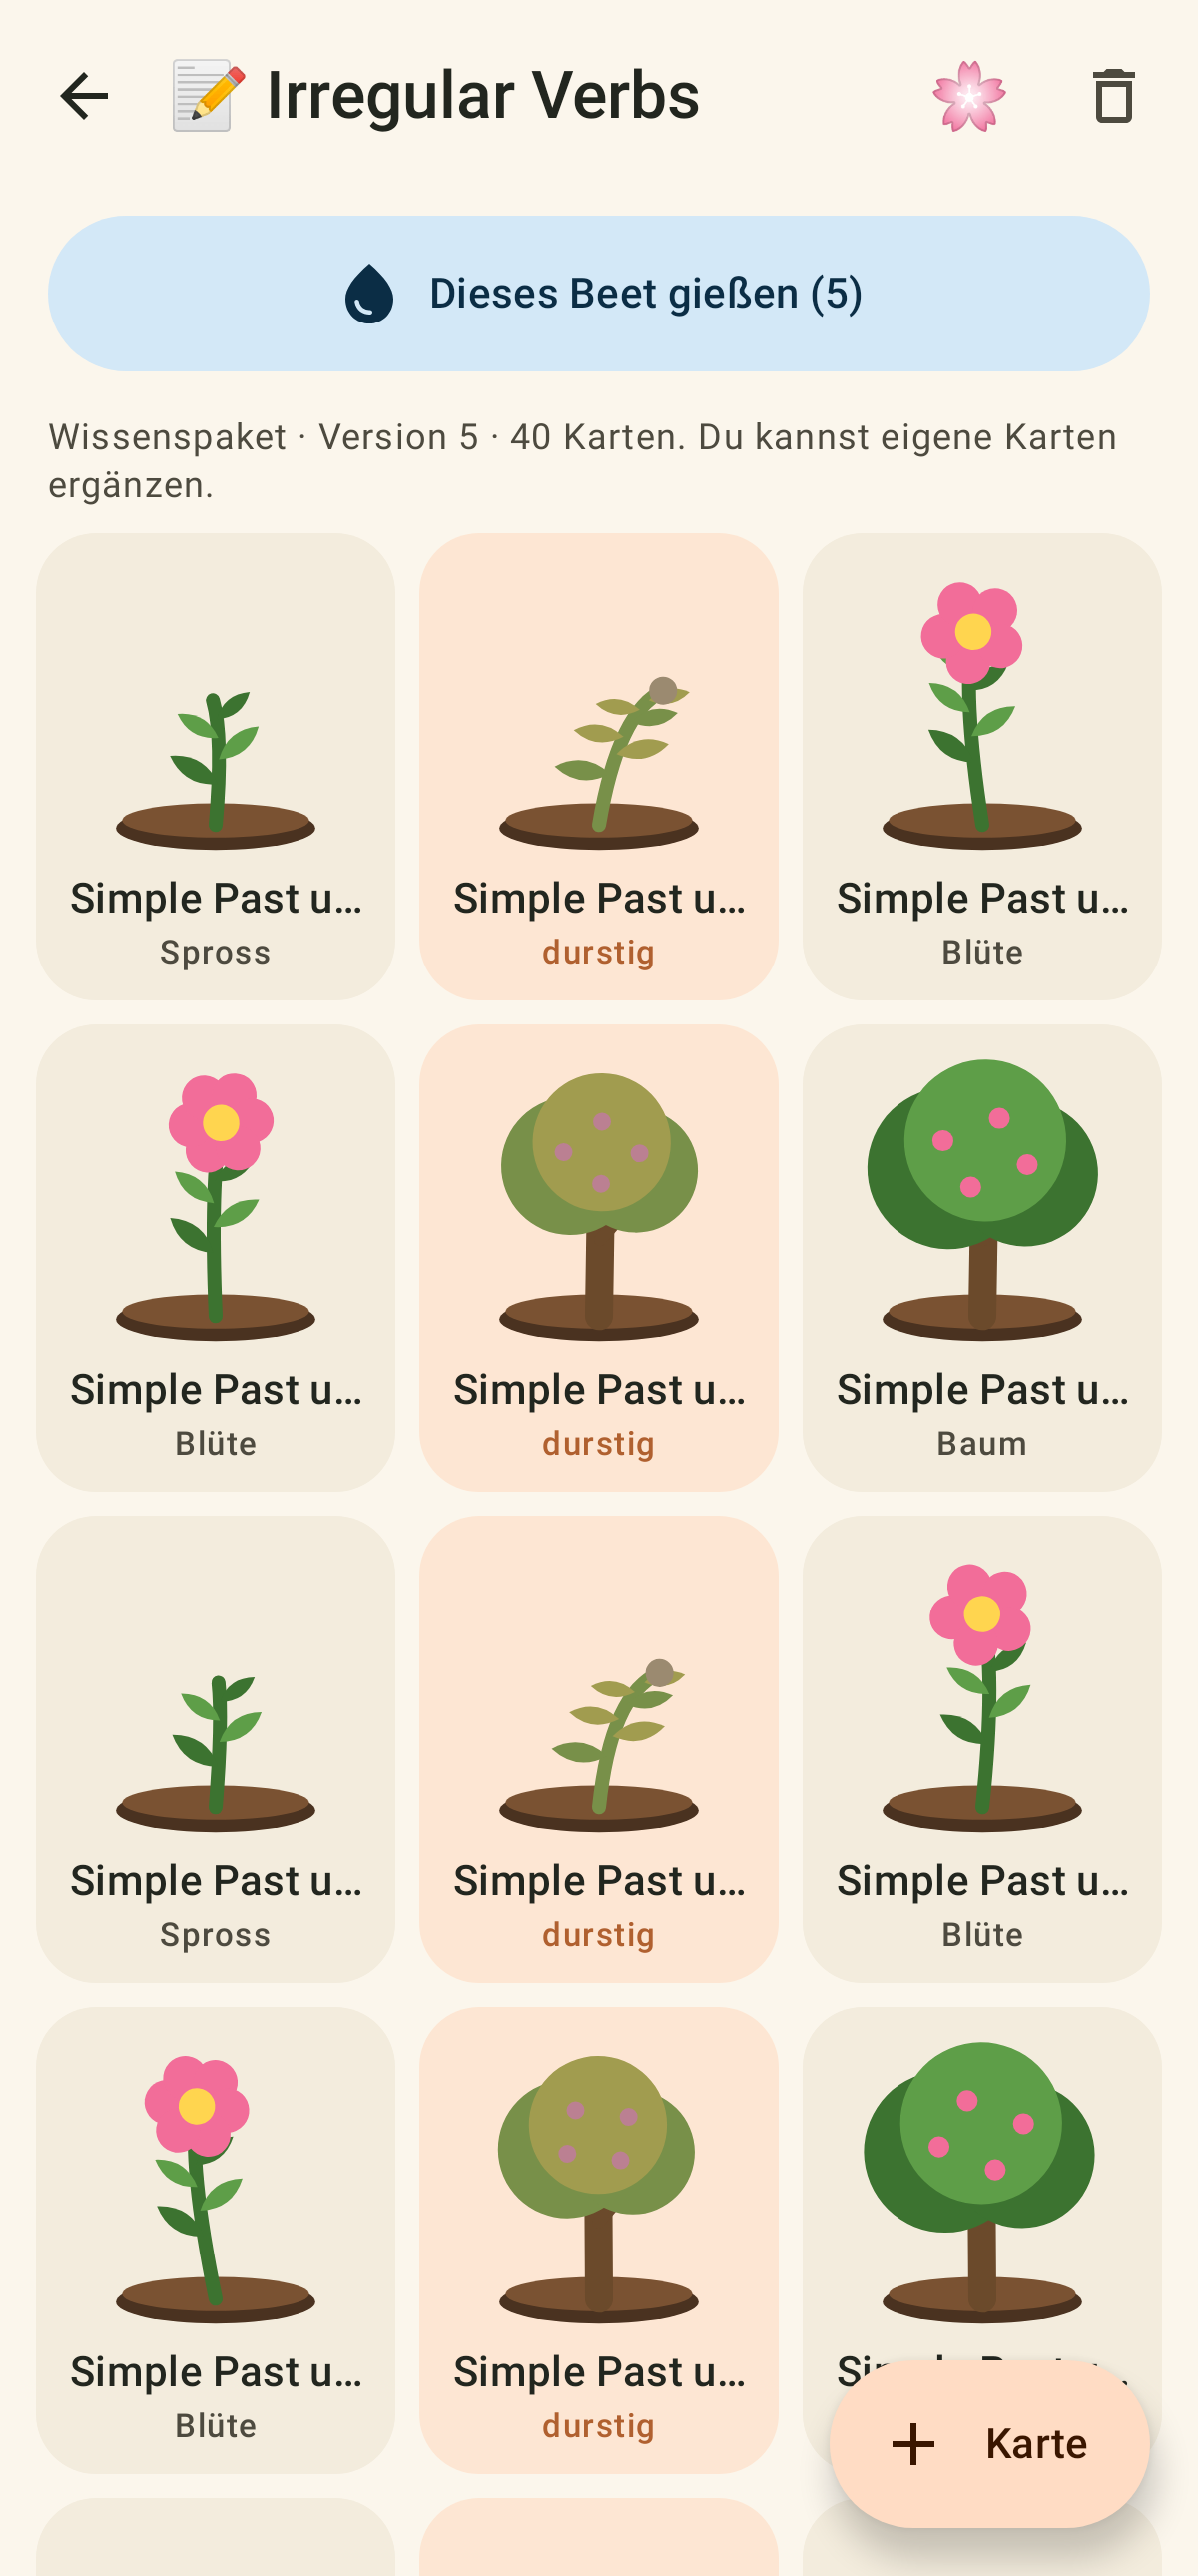 Irregular Verbs
Dieses Beet gießen (5)
Wissenspaket · Version 5 · 40 Karten. Du kannst eigene Karten
ergänzen.
Simple Past u... Simple Past u... Simple Past u...
Spross durstig Blüte
Simple Past u... Simple Past u... Simple Past u...
Blüte durstig Baum
Simple Past u... Simple Past u... Simple Past u...
Spross durstig Blüte
Simple Past u... Simple Past u...
Blüte durstig
+ Karte